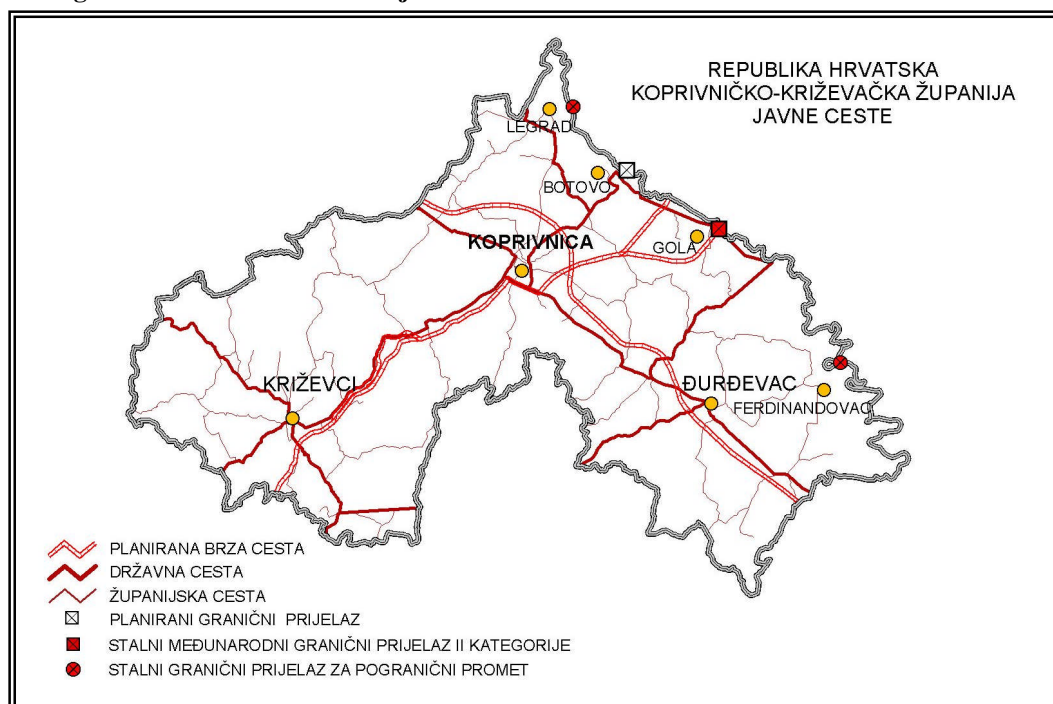 REPUBLIKA HRVATSKA
KOPRIVNIČKO-KRIŽEVAČKA ŽUPANIJA
JAVNE CESTE
LEGRAD
BOTOVO
KOPRIVNICA
GOLA
KRIŽEVCI
ĐURĐEVAC
FERDINANDOVAC
PLANIRANA BRZA CESTA
DRŽAVNA CESTA
ŽUPANIJSKA CESTA
PLANIRANI GRANIČNI PRIJELAZ
STALNI MEĐUNARODNI GRANIČNI PRIJELAZ II KATEGORIJE
STALNI GRANIČNI PRIJELAZ ZA POGRANIČNI PROMET